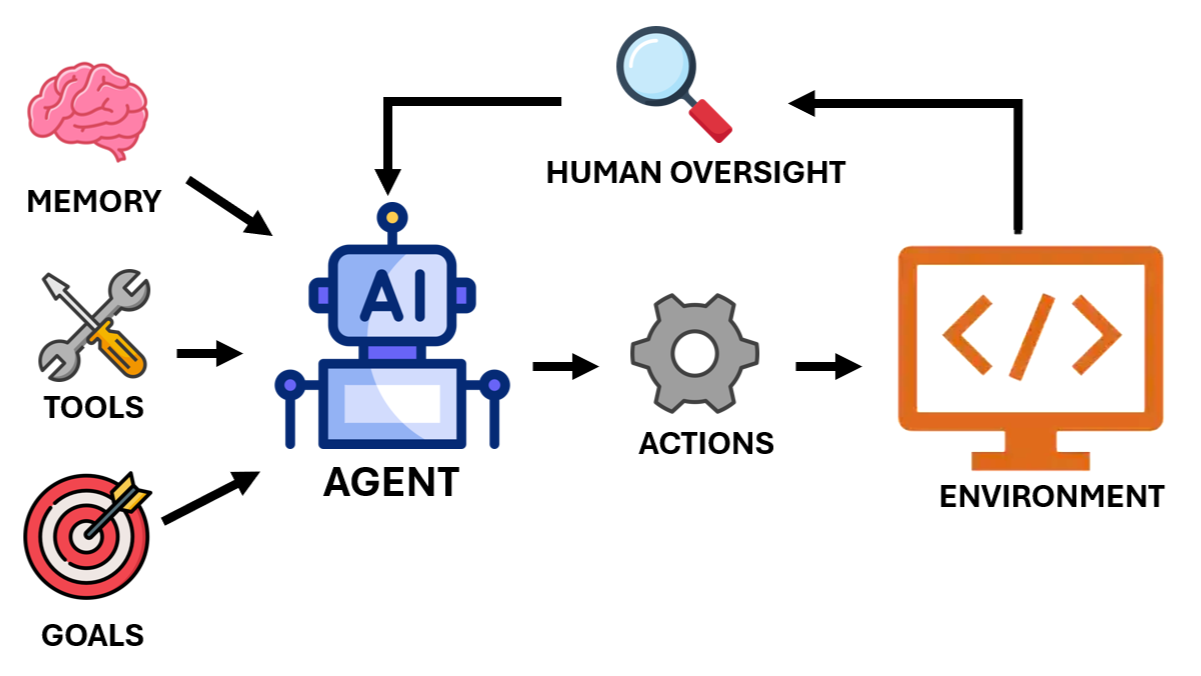 MEMORY
TOOLS
GOALS
AI
AGENT
HUMAN OVERSIGHT
ACTIONS
</>
ENVIRONMENT